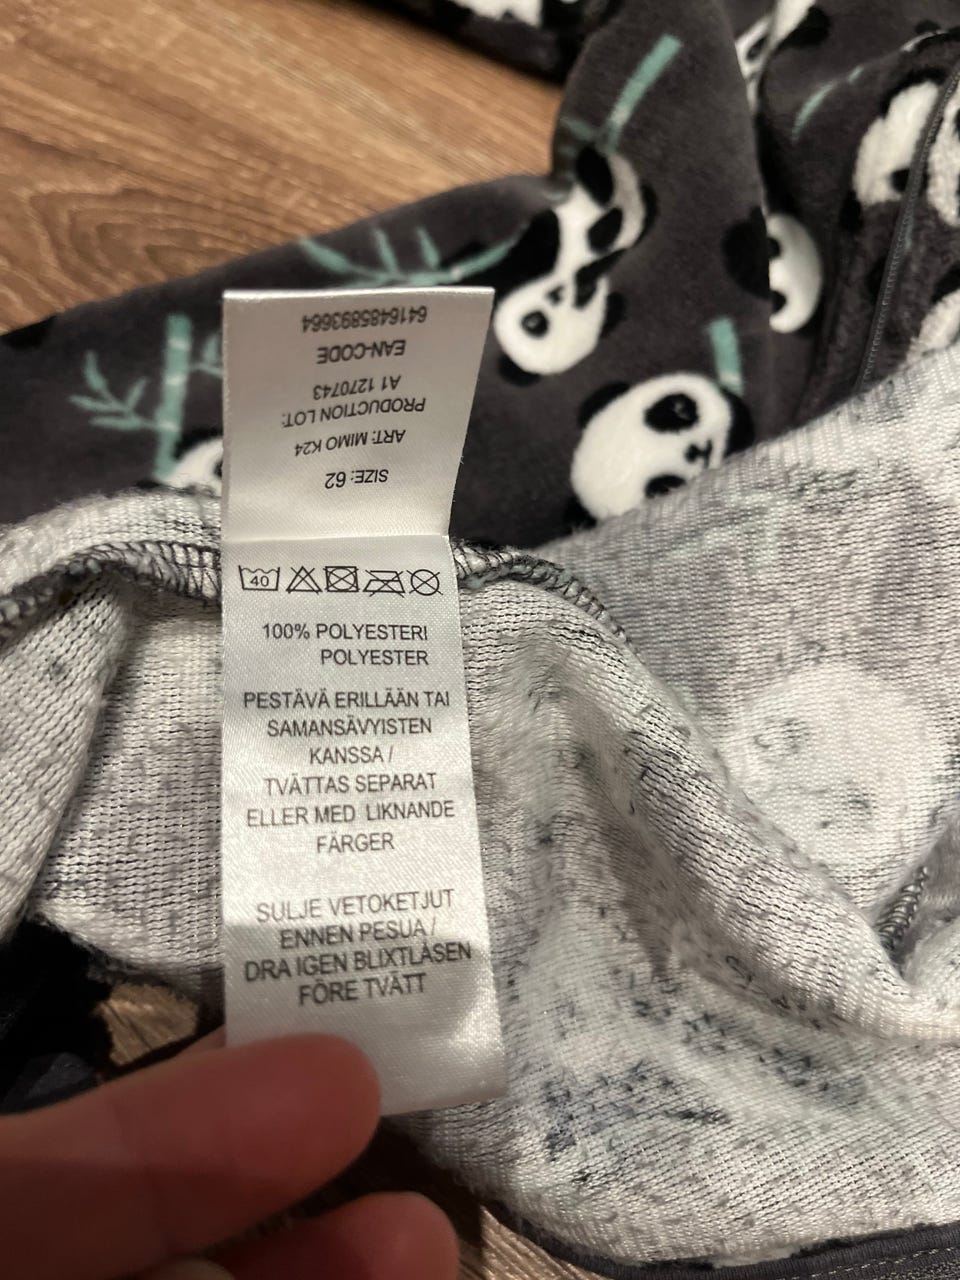 6416485893664
EAN-CODE
A1 1270743
PRODUCTION LOT:
ART: MIMO K24
SIZE: 62
40
100% POLYESTERI
POLYESTER
PESTÄVÄ ERILLÄÄN TAI
SAMANSÄVYISTEN
KANSSA /
TVÄTTAS SEPARAT
ELLER MED LIKNANDE
FÄRGER
SULJE VETOKETJUT
ENNEN PESUA /
DRA IGEN BLIXTLÅSEN
FÖRE TVÄTT